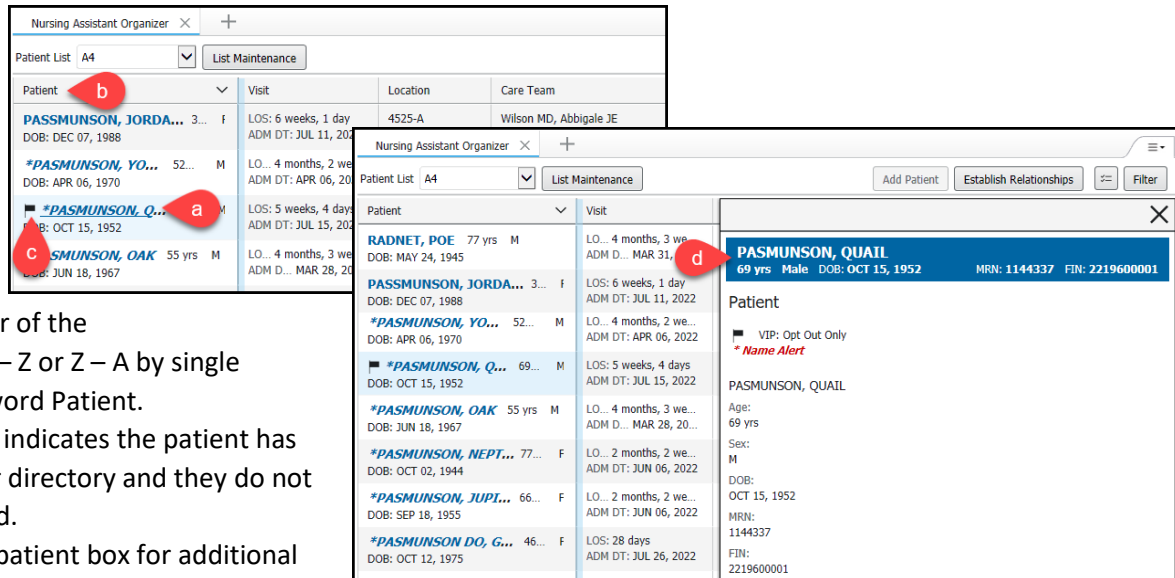 Nursing Assistant Organizer
Patient List A4 List Maintenance
Patient b Visit Location Care Team
PASSMUNSON, JORDA... 3... F LOS: 6 weeks, 1 day 4525-A Wilson MD, Abbigale JE
DOB: DEC 07, 1988 ADM DT: JUL 11, 202
*PASMUNSON, YO... 52... M LO... 4 months, 2 we
DOB: APR 06, 1970 ADM DT: APR 06, 20
*PASMUNSON, Q... a M LOS: 5 weeks, 4 days
DOB: OCT 15, 1952 ADM DT: JUL 15, 202
c SMUNSON, OAK 55 yrs M LO... 4 months, 3 we
DOB: JUN 18, 1967 ADM D... MAR 28, 20
r of the
– Z or Z – A by single
ord Patient.
indicates the patient has
r directory and they do not
d.
patient box for additional
Nursing Assistant Organizer
Patient List A4 List Maintenance Add Patient Establish Relationships Filter
Patient Visit
RADNET, POE 77 yrs M LO... 4 months, 3 we
DOB: MAY 24, 1945 ADM D... MAR 31,
PASSMUNSON, JORDA... 3... F LOS: 6 weeks, 1 day
DOB: DEC 07, 1988 ADM DT: JUL 11, 2022
*PASMUNSON, YO... 52... M LO... 4 months, 2 we...
DOB: APR 06, 1970 ADM DT: APR 06, 2022
*PASMUNSON, Q... 69... M LOS: 5 weeks, 4 days
DOB: OCT 15, 1952 ADM DT: JUL 15, 2022
*PASMUNSON, OAK 55 yrs M LO... 4 months, 3 we...
DOB: JUN 18, 1967 ADM D... MAR 28, 20...
*PASMUNSON, NEPT... 77... F LO... 2 months, 2 we...
DOB: OCT 02, 1944 ADM DT: JUN 06, 2022
*PASMUNSON, JUPI... 66... F LO... 2 months, 2 we...
DOB: SEP 18, 1955 ADM DT: JUN 06, 2022
*PASMUNSON DO, G... 46... F LOS: 28 days
DOB: OCT 12, 1975 ADM DT: JUL 26, 2022
d PASMUNSON, QUAIL
69 yrs Male DOB: OCT 15, 1952 MRN: 1144337 FIN: 2219600001
Patient
VIP: Opt Out Only
* Name Alert
PASMUNSON, QUAIL
Age:
69 yrs
Sex:
M
DOB:
OCT 15, 1952
MRN:
1144337
FIN:
2219600001